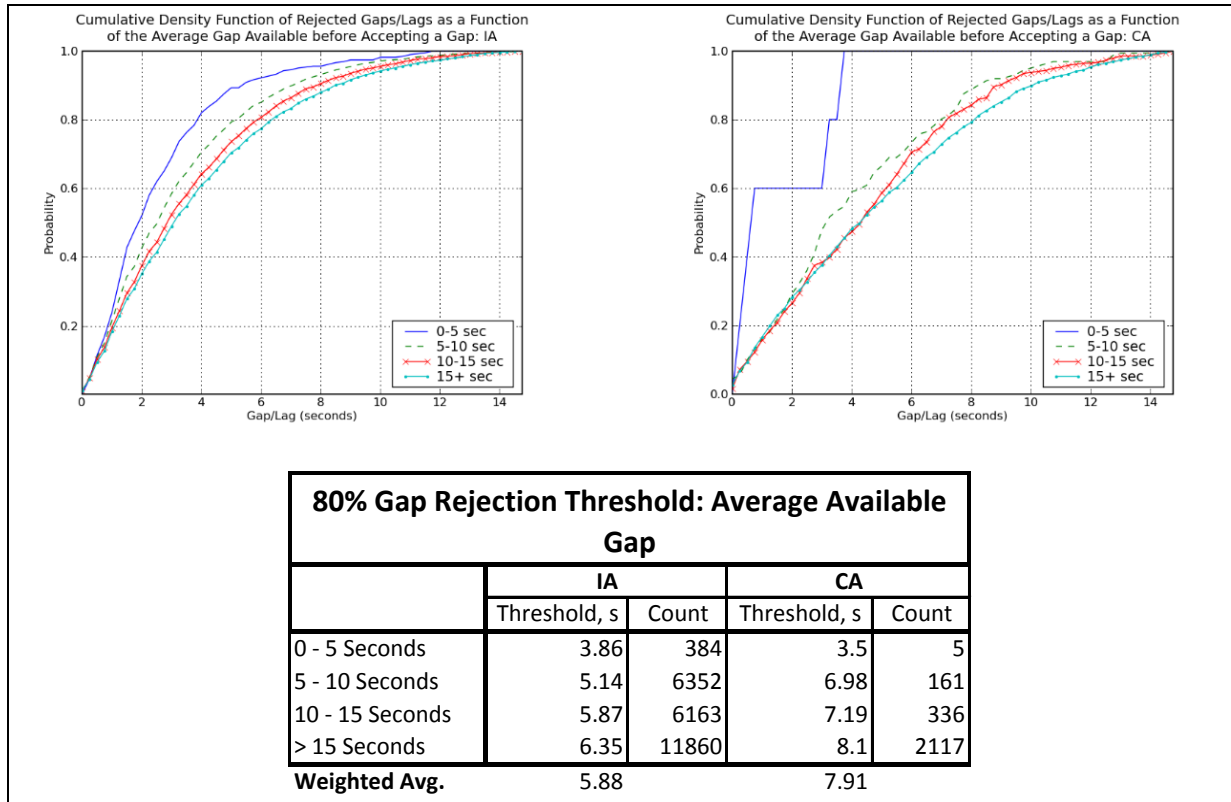 Cumulative Density Function of Rejected Gaps/Lags as a Function
of the Average Gap Available before Accepting a Gap: IA
1.0
0.8
0.6
0.4
0.2
Probability
0-5 sec
5-10 sec
10-15 sec
15+ sec
0 2 4 6 8 10 12 14
Gap/Lag (seconds)
Cumulative Density Function of Rejected Gaps/Lags as a Function
of the Average Gap Available before Accepting a Gap: CA
1.0
0.8
0.6
0.4
0.2
0.0
Probability
0-5 sec
5-10 sec
10-15 sec
15+ sec
0 2 4 6 8 10 12 14
Gap/Lag (seconds)
80% Gap Rejection Threshold: Average Available
Gap
IA CA
Threshold, s Count Threshold, s Count
0 - 5 Seconds 3.86 384 3.5 5
5 - 10 Seconds 5.14 6352 6.98 161
10 - 15 Seconds 5.87 6163 7.19 336
> 15 Seconds 6.35 11860 8.1 2117
Weighted Avg. 5.88 7.91